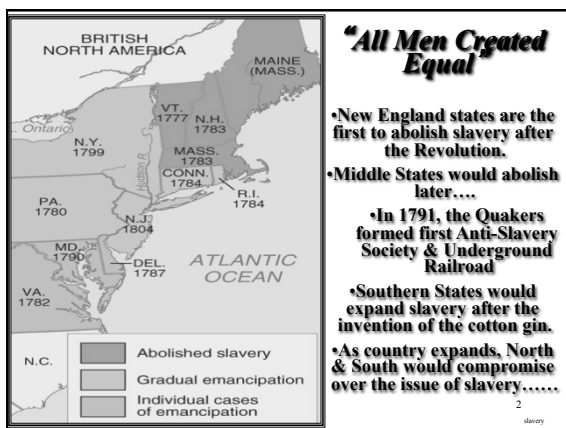 BRITISH
NORTH AMERICA
MAINE
(MASS.)
VT.
1777
N.H.
1783
L. Ontario
N.Y.
1799
Hudson R.
MASS.
1783
CONN.
1784
R.I.
1784
PA.
1780
N.J.
1804
MD.
1790
DEL.
1787
ATLANTIC
OCEAN
VA.
1782
N.C.
Abolished slavery
Gradual emancipation
Individual cases
of emancipation
“All Men Created
Equal”
•New England states are the
first to abolish slavery after
the Revolution.
•Middle States would abolish
later….
•In 1791, the Quakers
formed first Anti-Slavery
Society & Underground
Railroad
•Southern States would
expand slavery after the
invention of the cotton gin.
•As country expands, North
& South would compromise
over the issue of slavery……
2
slavery